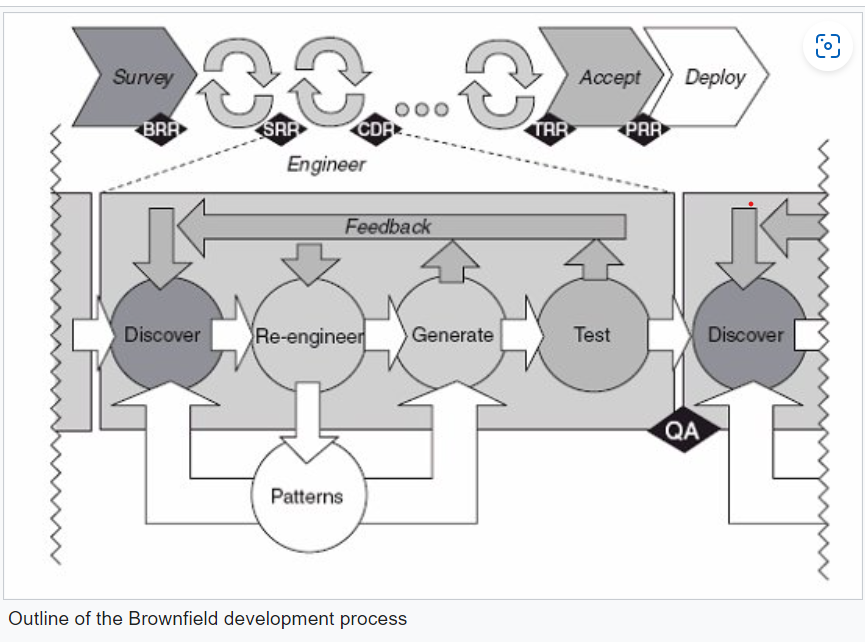 Survey
Accept
Deploy
BRR
SRR
CDR
TRR
PRR
Engineer
Feedback
Discover
Re-engineer
Generate
Test
Discover
QA
Patterns
Outline of the Brownfield development process